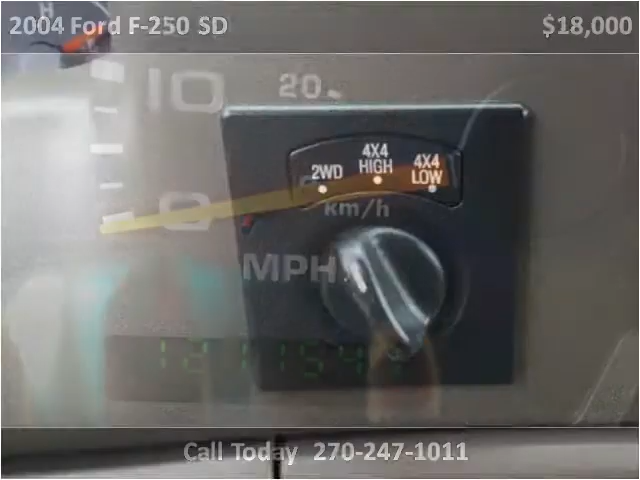 2004 Ford F-250 SD
$18,000
H
10
20
4X4
HIGH
2WD
4X4
LOW
0
km/h
MPH
Call Today 270-247-1011